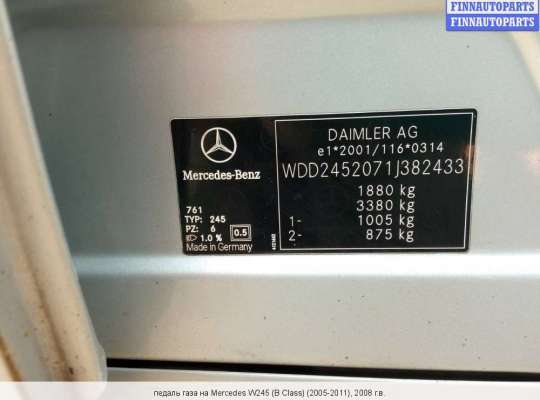 FINNAUTOPARTS
FINNAUTOPARTS
FINNAUTOPARTS
DAIMLER AG
e1*2001/116*0314
WDD2452071J382433
1880 kg
3380 kg
1- 1005 kg
2- 875 kg
Mercedes-Benz
761
TYP: 245
PZ: 6
1.0 % 0.5
Made in Germany
педаль газа на Mercedes W245 (B Class) (2005-2011), 2008 г.в.